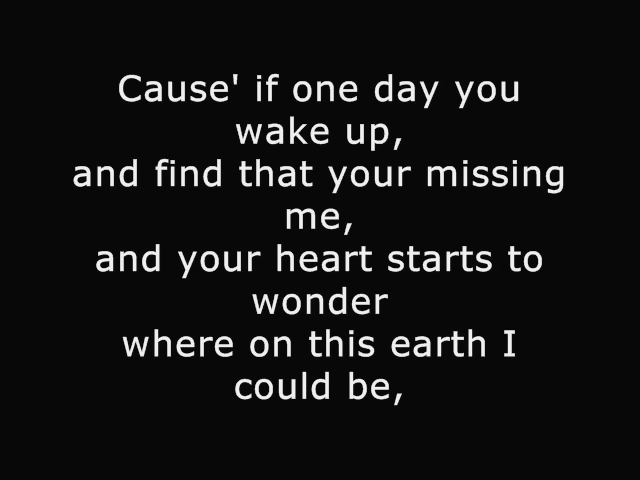 Cause' if one day you
wake up,
and find that your missing
me,
and your heart starts to
wonder
where on this earth I
could be,